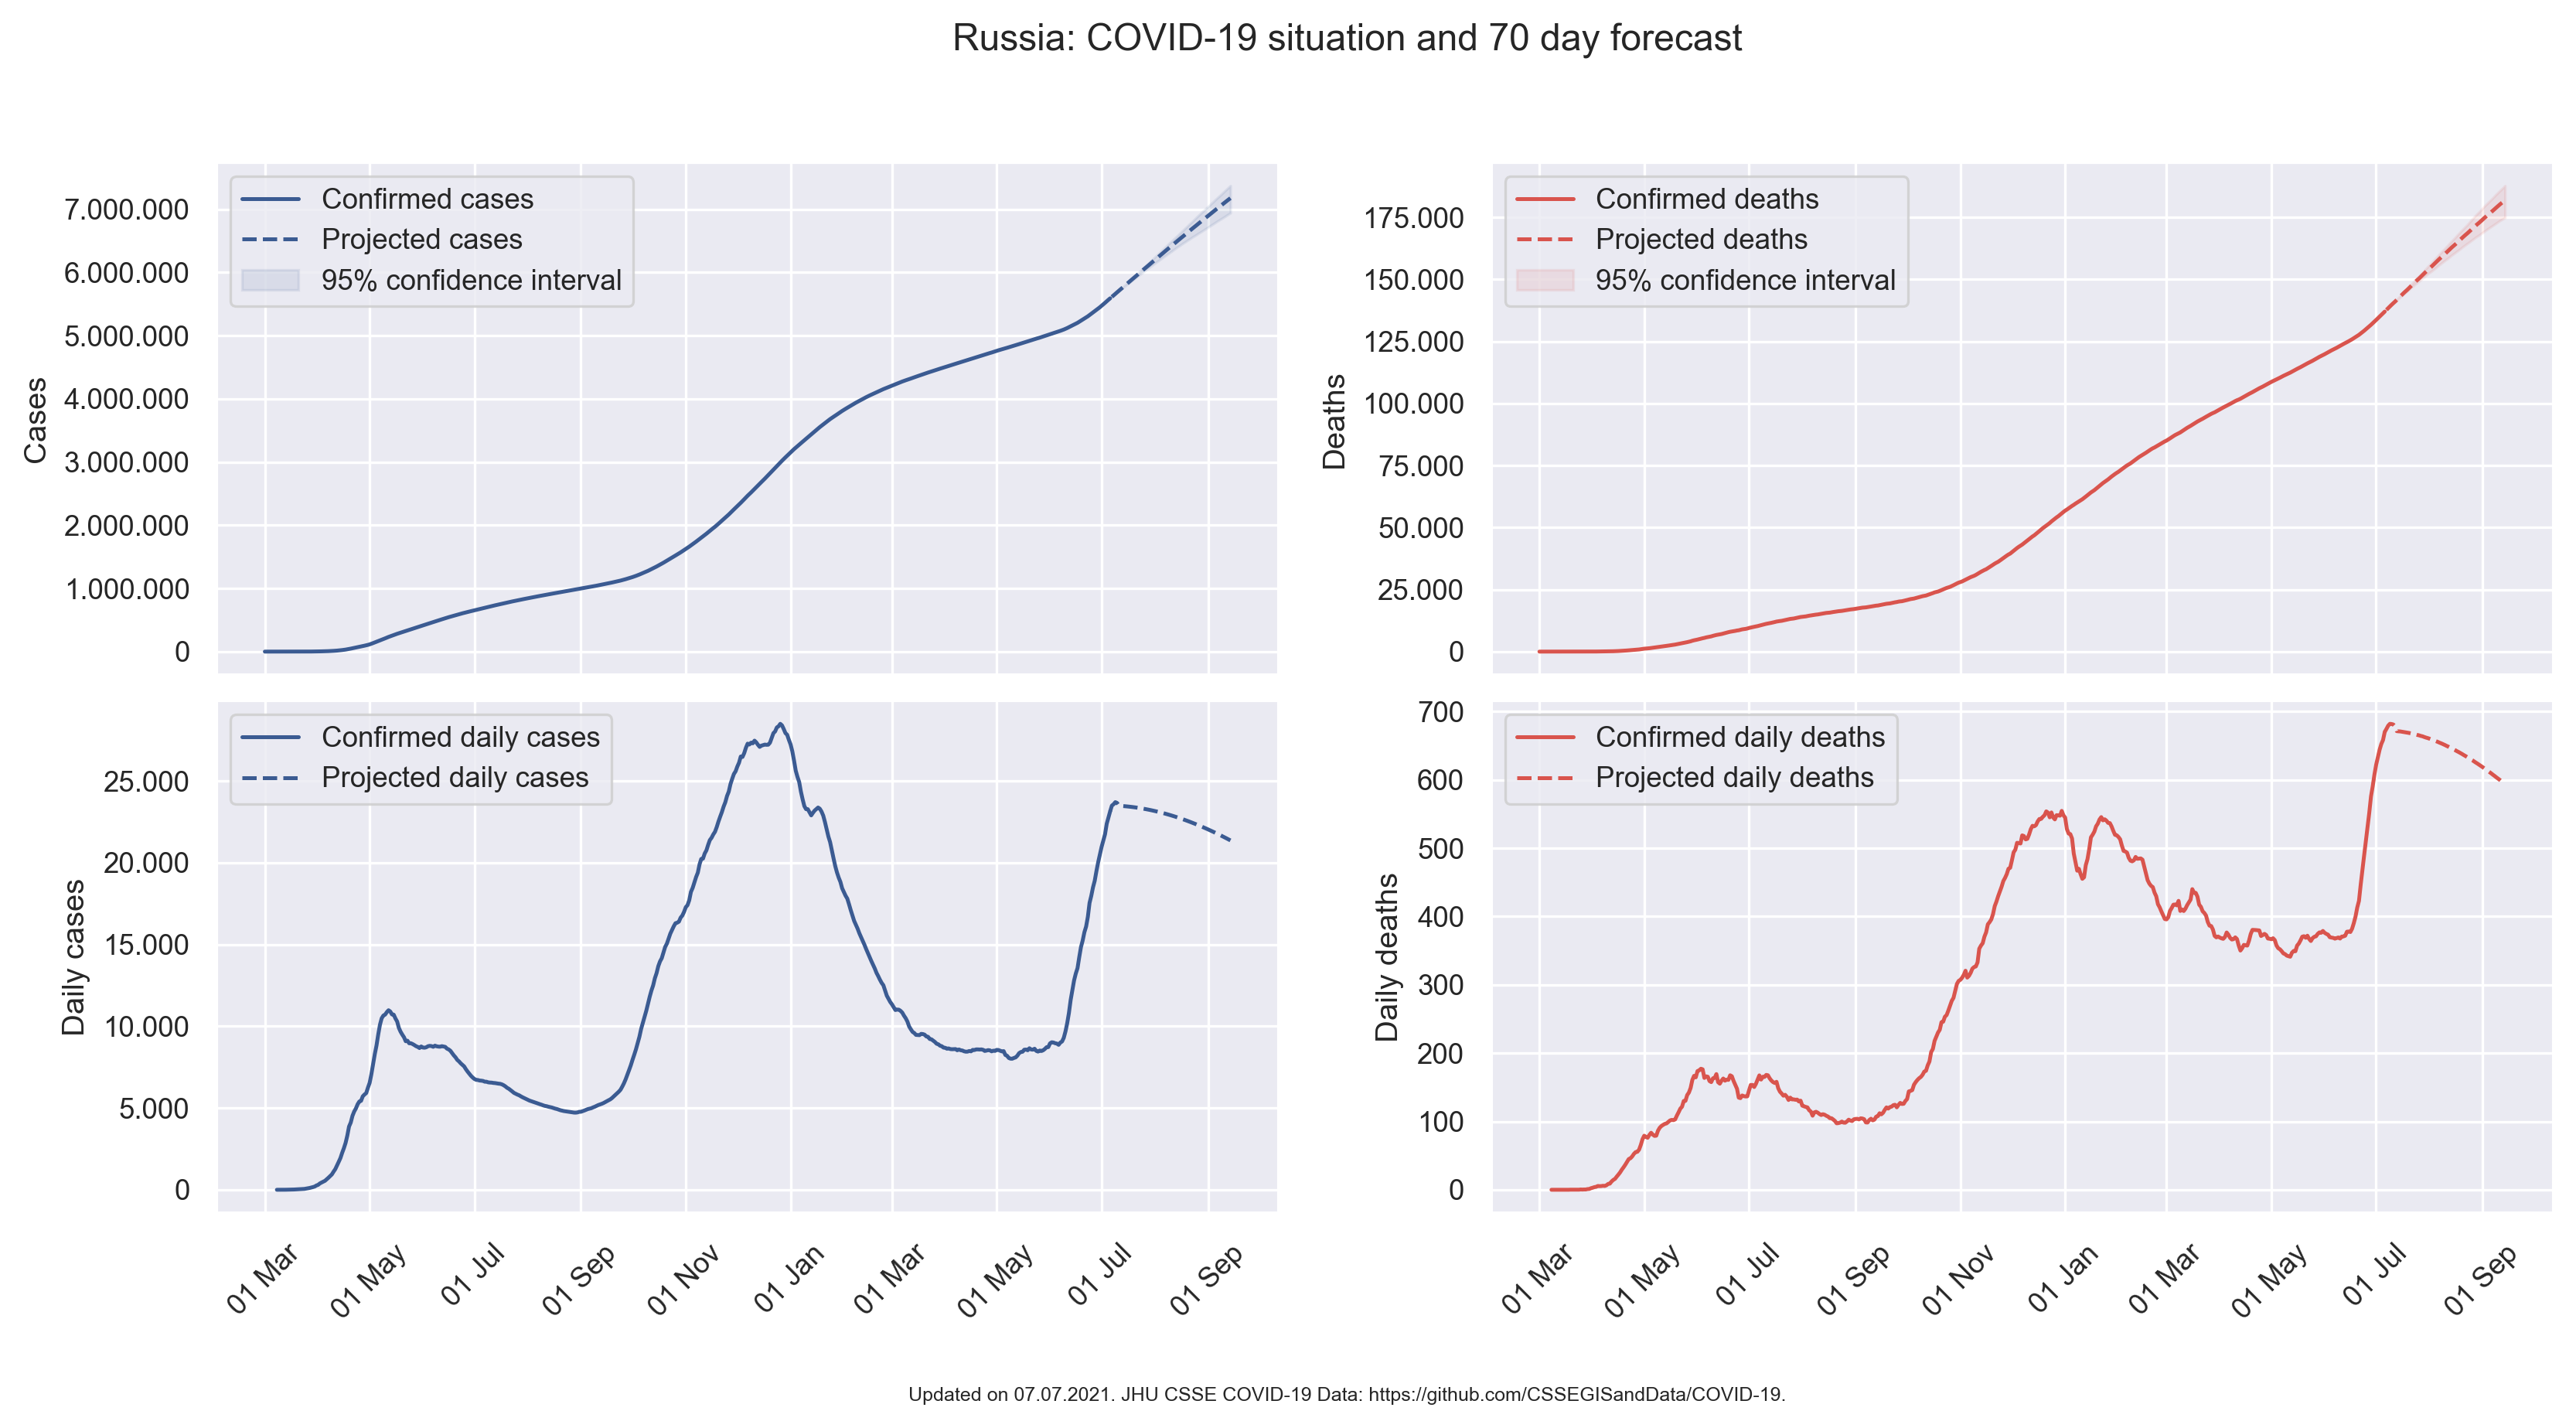 Russia: COVID-19 situation and 70 day forecast
Cases
7.000.000
6.000.000
5.000.000
4.000.000
3.000.000
2.000.000
1.000.000
0
Confirmed cases
Projected cases
95% confidence interval
Deaths
175.000
150.000
125.000
100.000
75.000
50.000
25.000
0
Confirmed deaths
Projected deaths
95% confidence interval
Daily cases
25.000
20.000
15.000
10.000
5.000
0
Confirmed daily cases
Projected daily cases
01 Mar
01 May
01 Jul
01 Sep
01 Nov
01 Jan
01 Mar
01 May
01 Jul
01 Sep
Daily deaths
700
600
500
400
300
200
100
0
Confirmed daily deaths
Projected daily deaths
01 Mar
01 May
01 Jul
01 Sep
01 Nov
01 Jan
01 Mar
01 May
01 Jul
01 Sep
Updated on 07.07.2021. JHU CSSE COVID-19 Data: https://github.com/CSSEGISandData/COVID-19.